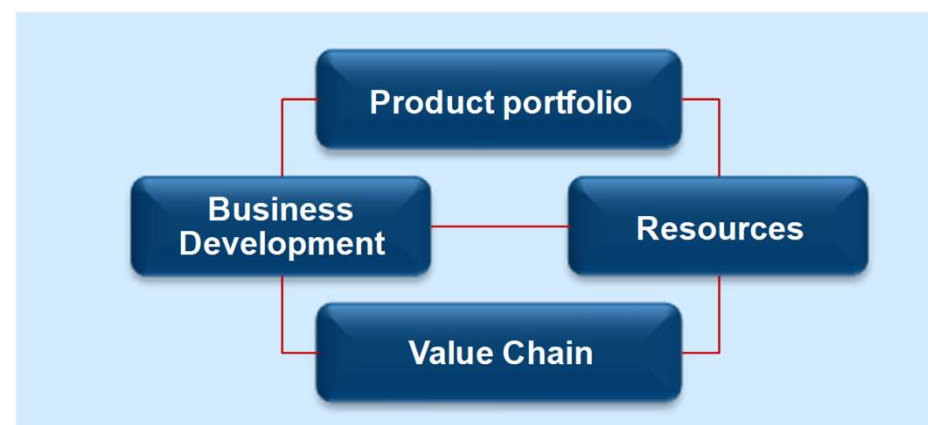 Product portfolio
Business
Development
Resources
Value Chain